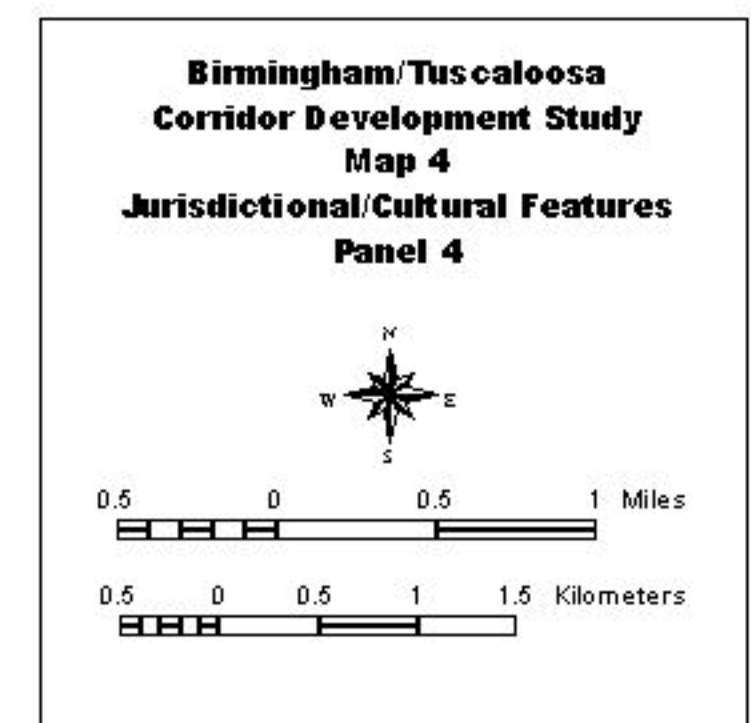 Birmingham/Tuscaloosa
Corridor Development Study
Map 4
Jurisdictional/Cultural Features
Panel 4
N
W E
S
0.5 0 0.5 1 Miles
0.5 0 0.5 1 1.5 Kilometers